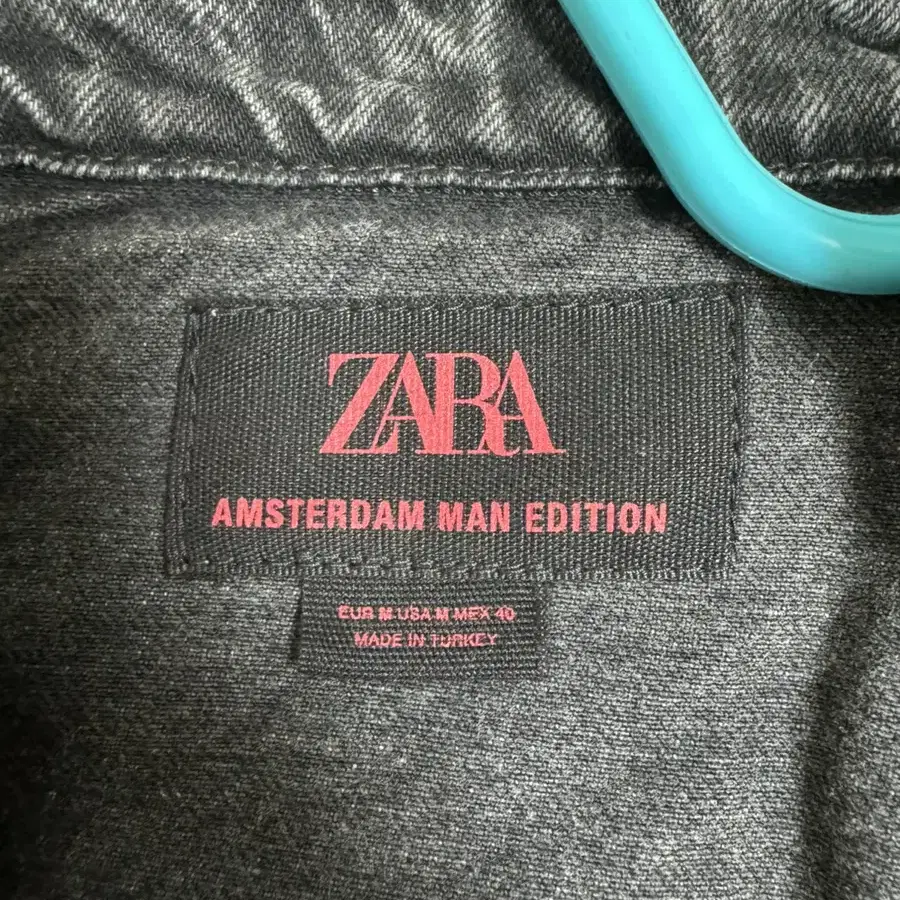 ZARA
AMSTERDAM MAN EDITION
EUR M USA M MEX 40
MADE IN TURKEY